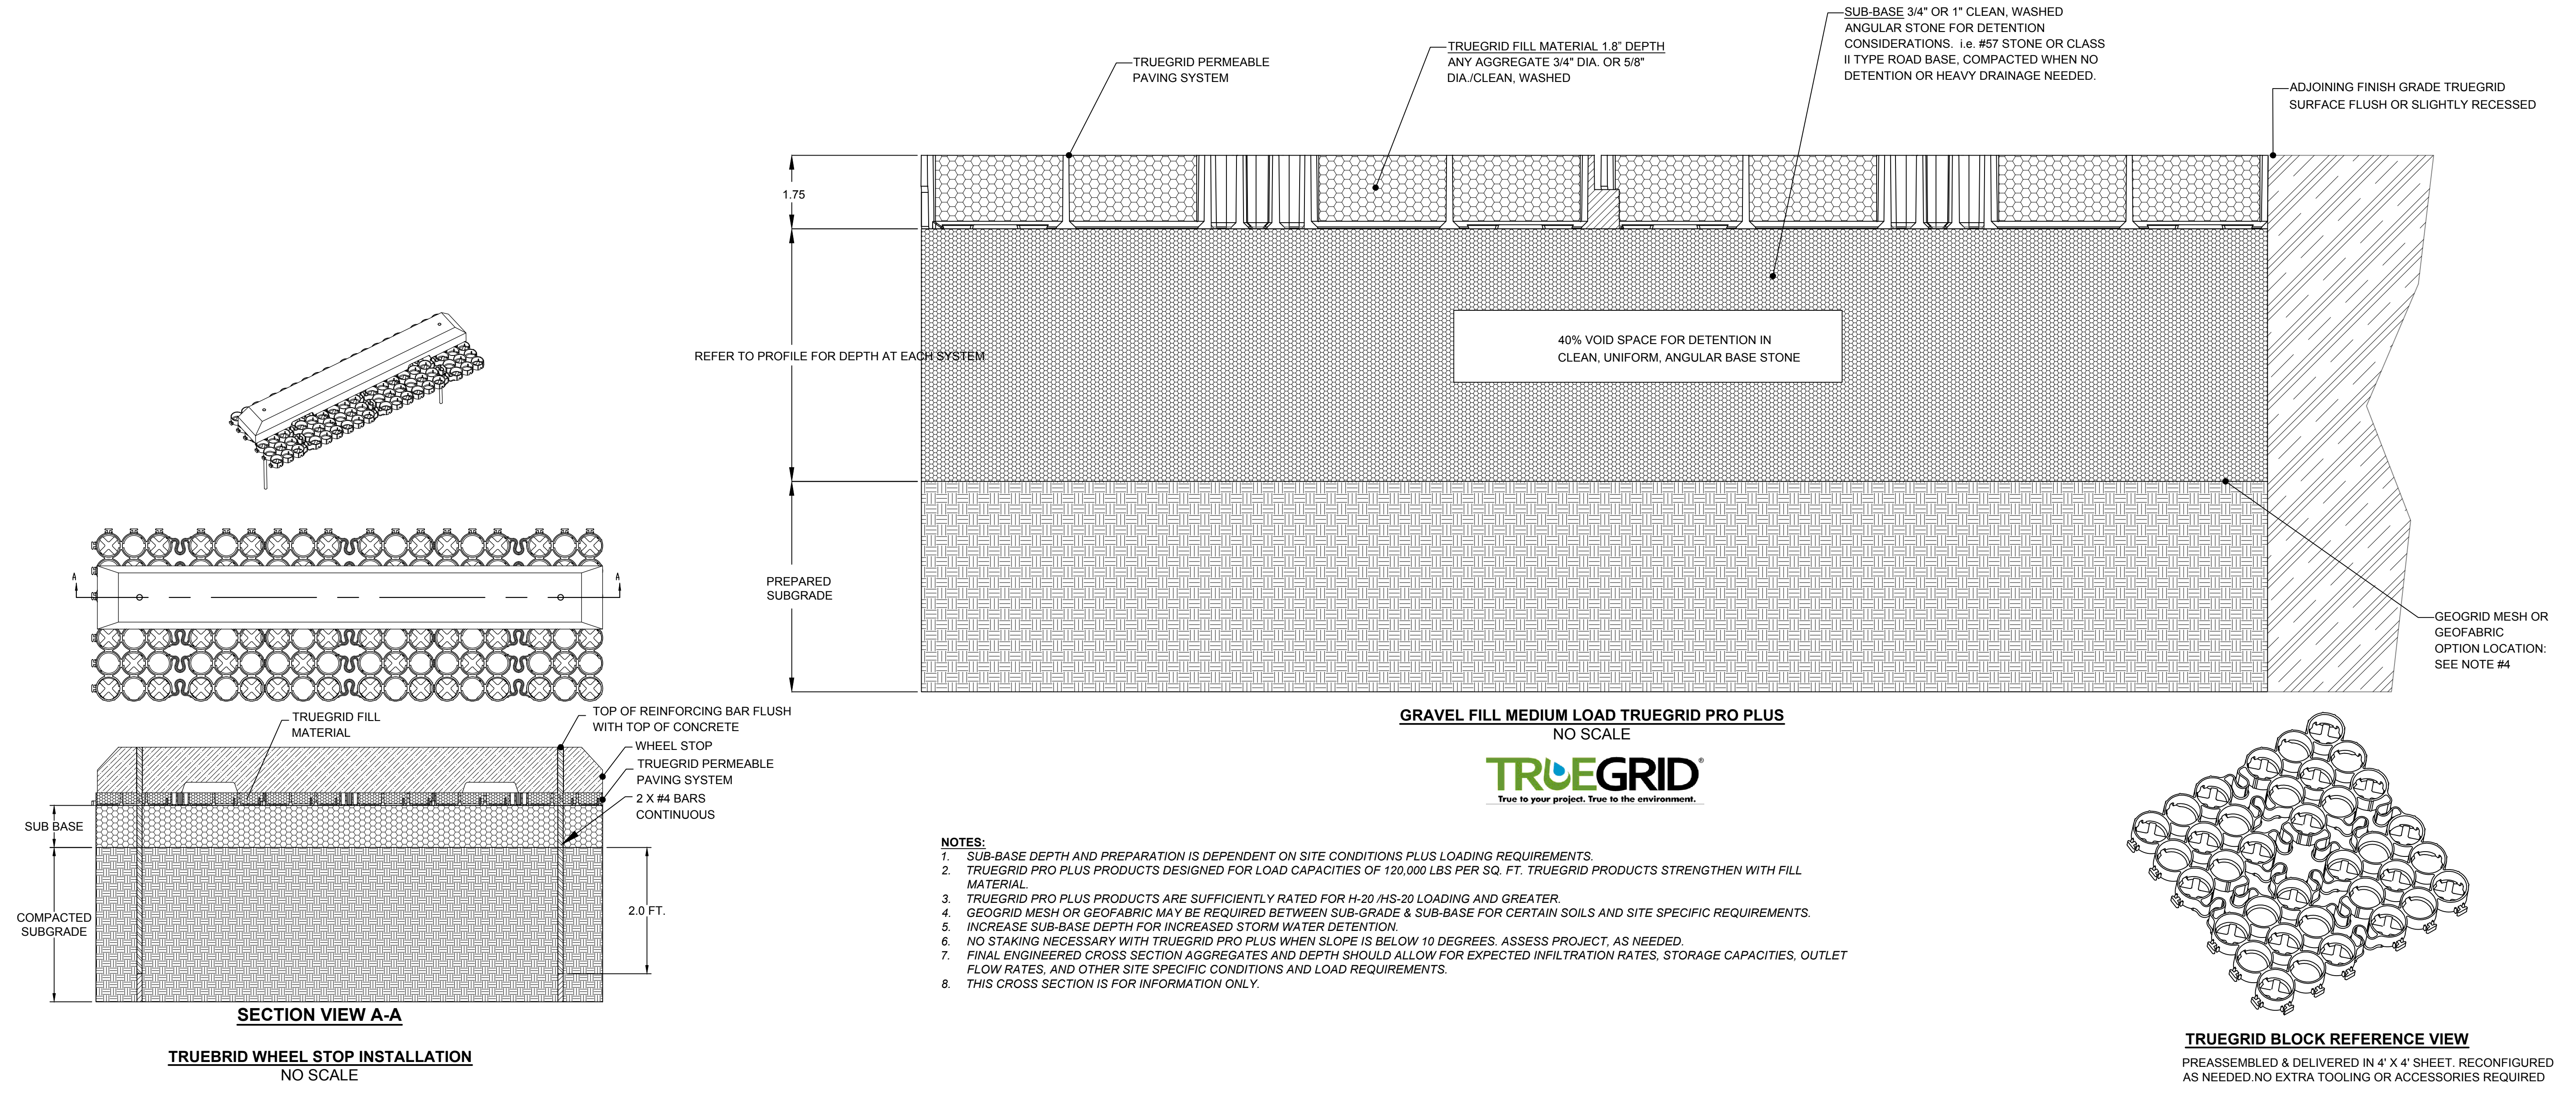 SUB-BASE 3/4" OR 1" CLEAN, WASHED
ANGULAR STONE FOR DETENTION
CONSIDERATIONS. i.e. #57 STONE OR CLASS
II TYPE ROAD BASE, COMPACTED WHEN NO
DETENTION OR HEAVY DRAINAGE NEEDED.
TRUEGRID FILL MATERIAL 1.8" DEPTH
ANY AGGREGATE 3/4" DIA. OR 5/8"
DIA./CLEAN, WASHED
TRUEGRID PERMEABLE
PAVING SYSTEM
ADJOINING FINISH GRADE TRUEGRID
SURFACE FLUSH OR SLIGHTLY RECESSED
1.75
REFER TO PROFILE FOR DEPTH AT EACH SYSTEM
40% VOID SPACE FOR DETENTION IN
CLEAN, UNIFORM, ANGULAR BASE STONE
PREPARED
SUBGRADE
GEOGRID MESH OR
GEOFABRIC
OPTION LOCATION:
SEE NOTE #4
GRAVEL FILL MEDIUM LOAD TRUEGRID PRO PLUS
NO SCALE
TRUEGRID®
True to your project. True to the environment.
A
A
TRUEGRID FILL
MATERIAL
TOP OF REINFORCING BAR FLUSH
WITH TOP OF CONCRETE
WHEEL STOP
TRUEGRID PERMEABLE
PAVING SYSTEM
2 X #4 BARS
CONTINUOUS
SUB BASE
COMPACTED
SUBGRADE
2.0 FT.
SECTION VIEW A-A
TRUEBRID WHEEL STOP INSTALLATION
NO SCALE
NOTES:
1. SUB-BASE DEPTH AND PREPARATION IS DEPENDENT ON SITE CONDITIONS PLUS LOADING REQUIREMENTS.
2. TRUEGRID PRO PLUS PRODUCTS DESIGNED FOR LOAD CAPACITIES OF 120,000 LBS PER SQ. FT. TRUEGRID PRODUCTS STRENGTHEN WITH FILL
MATERIAL.
3. TRUEGRID PRO PLUS PRODUCTS ARE SUFFICIENTLY RATED FOR H-20 /HS-20 LOADING AND GREATER.
4. GEOGRID MESH OR GEOFABRIC MAY BE REQUIRED BETWEEN SUB-GRADE & SUB-BASE FOR CERTAIN SOILS AND SITE SPECIFIC REQUIREMENTS.
5. INCREASE SUB-BASE DEPTH FOR INCREASED STORM WATER DETENTION.
6. NO STAKING NECESSARY WITH TRUEGRID PRO PLUS WHEN SLOPE IS BELOW 10 DEGREES. ASSESS PROJECT, AS NEEDED.
7. FINAL ENGINEERED CROSS SECTION AGGREGATES AND DEPTH SHOULD ALLOW FOR EXPECTED INFILTRATION RATES, STORAGE CAPACITIES, OUTLET
FLOW RATES, AND OTHER SITE SPECIFIC CONDITIONS AND LOAD REQUIREMENTS.
8. THIS CROSS SECTION IS FOR INFORMATION ONLY.
TRUEGRID BLOCK REFERENCE VIEW
PREASSEMBLED & DELIVERED IN 4' X 4' SHEET. RECONFIGURED
AS NEEDED.NO EXTRA TOOLING OR ACCESSORIES REQUIRED